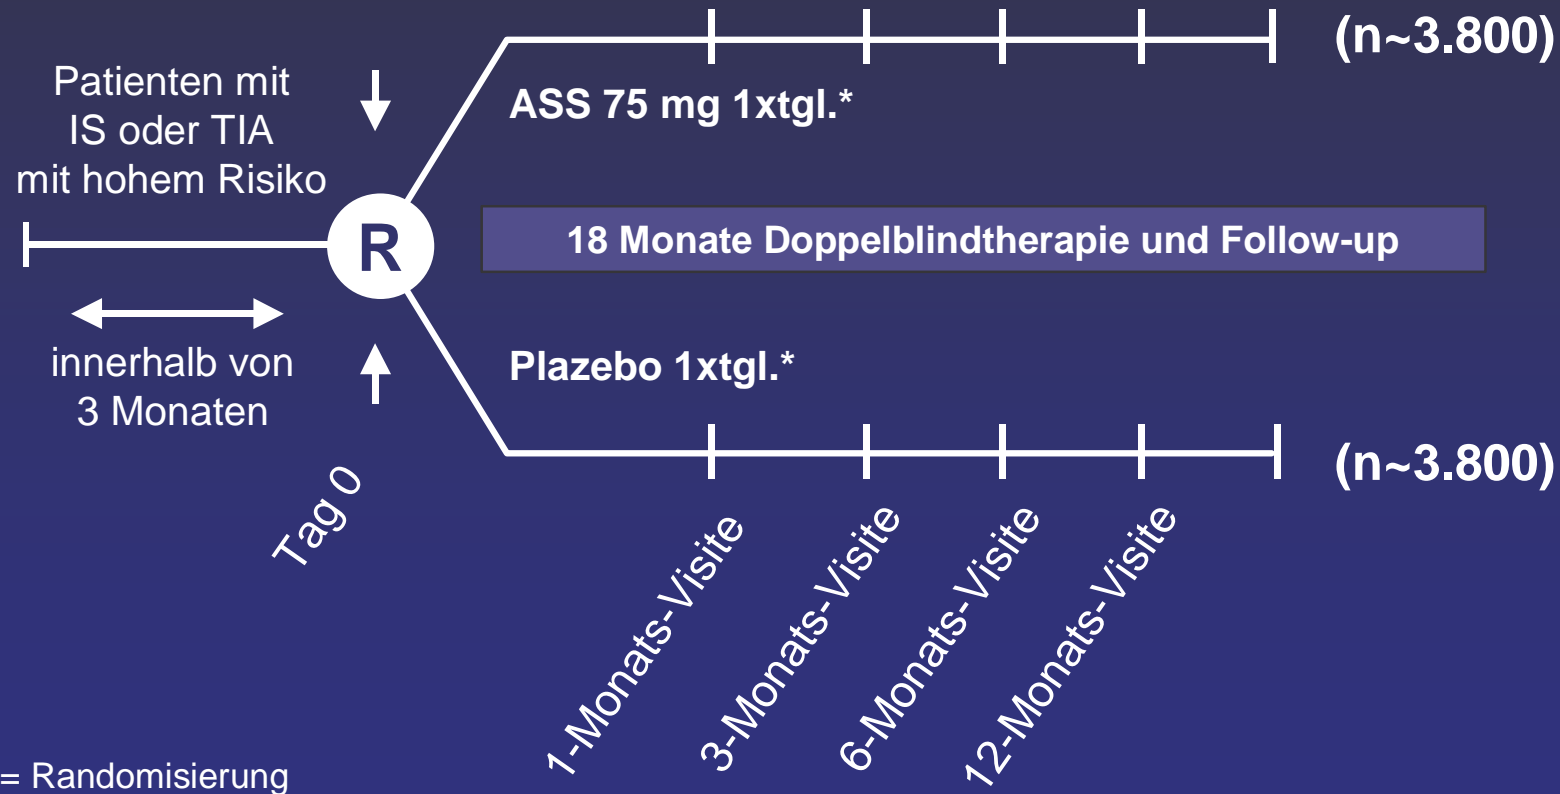 (n~3.800)
Patienten mit
IS oder TIA
mit hohem Risiko
ASS 75 mg 1xtgl.*
R
18 Monate Doppelblindtherapie und Follow-up
innerhalb von
3 Monaten
Plazebo 1xtgl.*
(n~3.800)
Tag 0
1-Monats-Visite
3-Monats-Visite
6-Monats-Visite
12-Monats-Visite
= Randomisierung